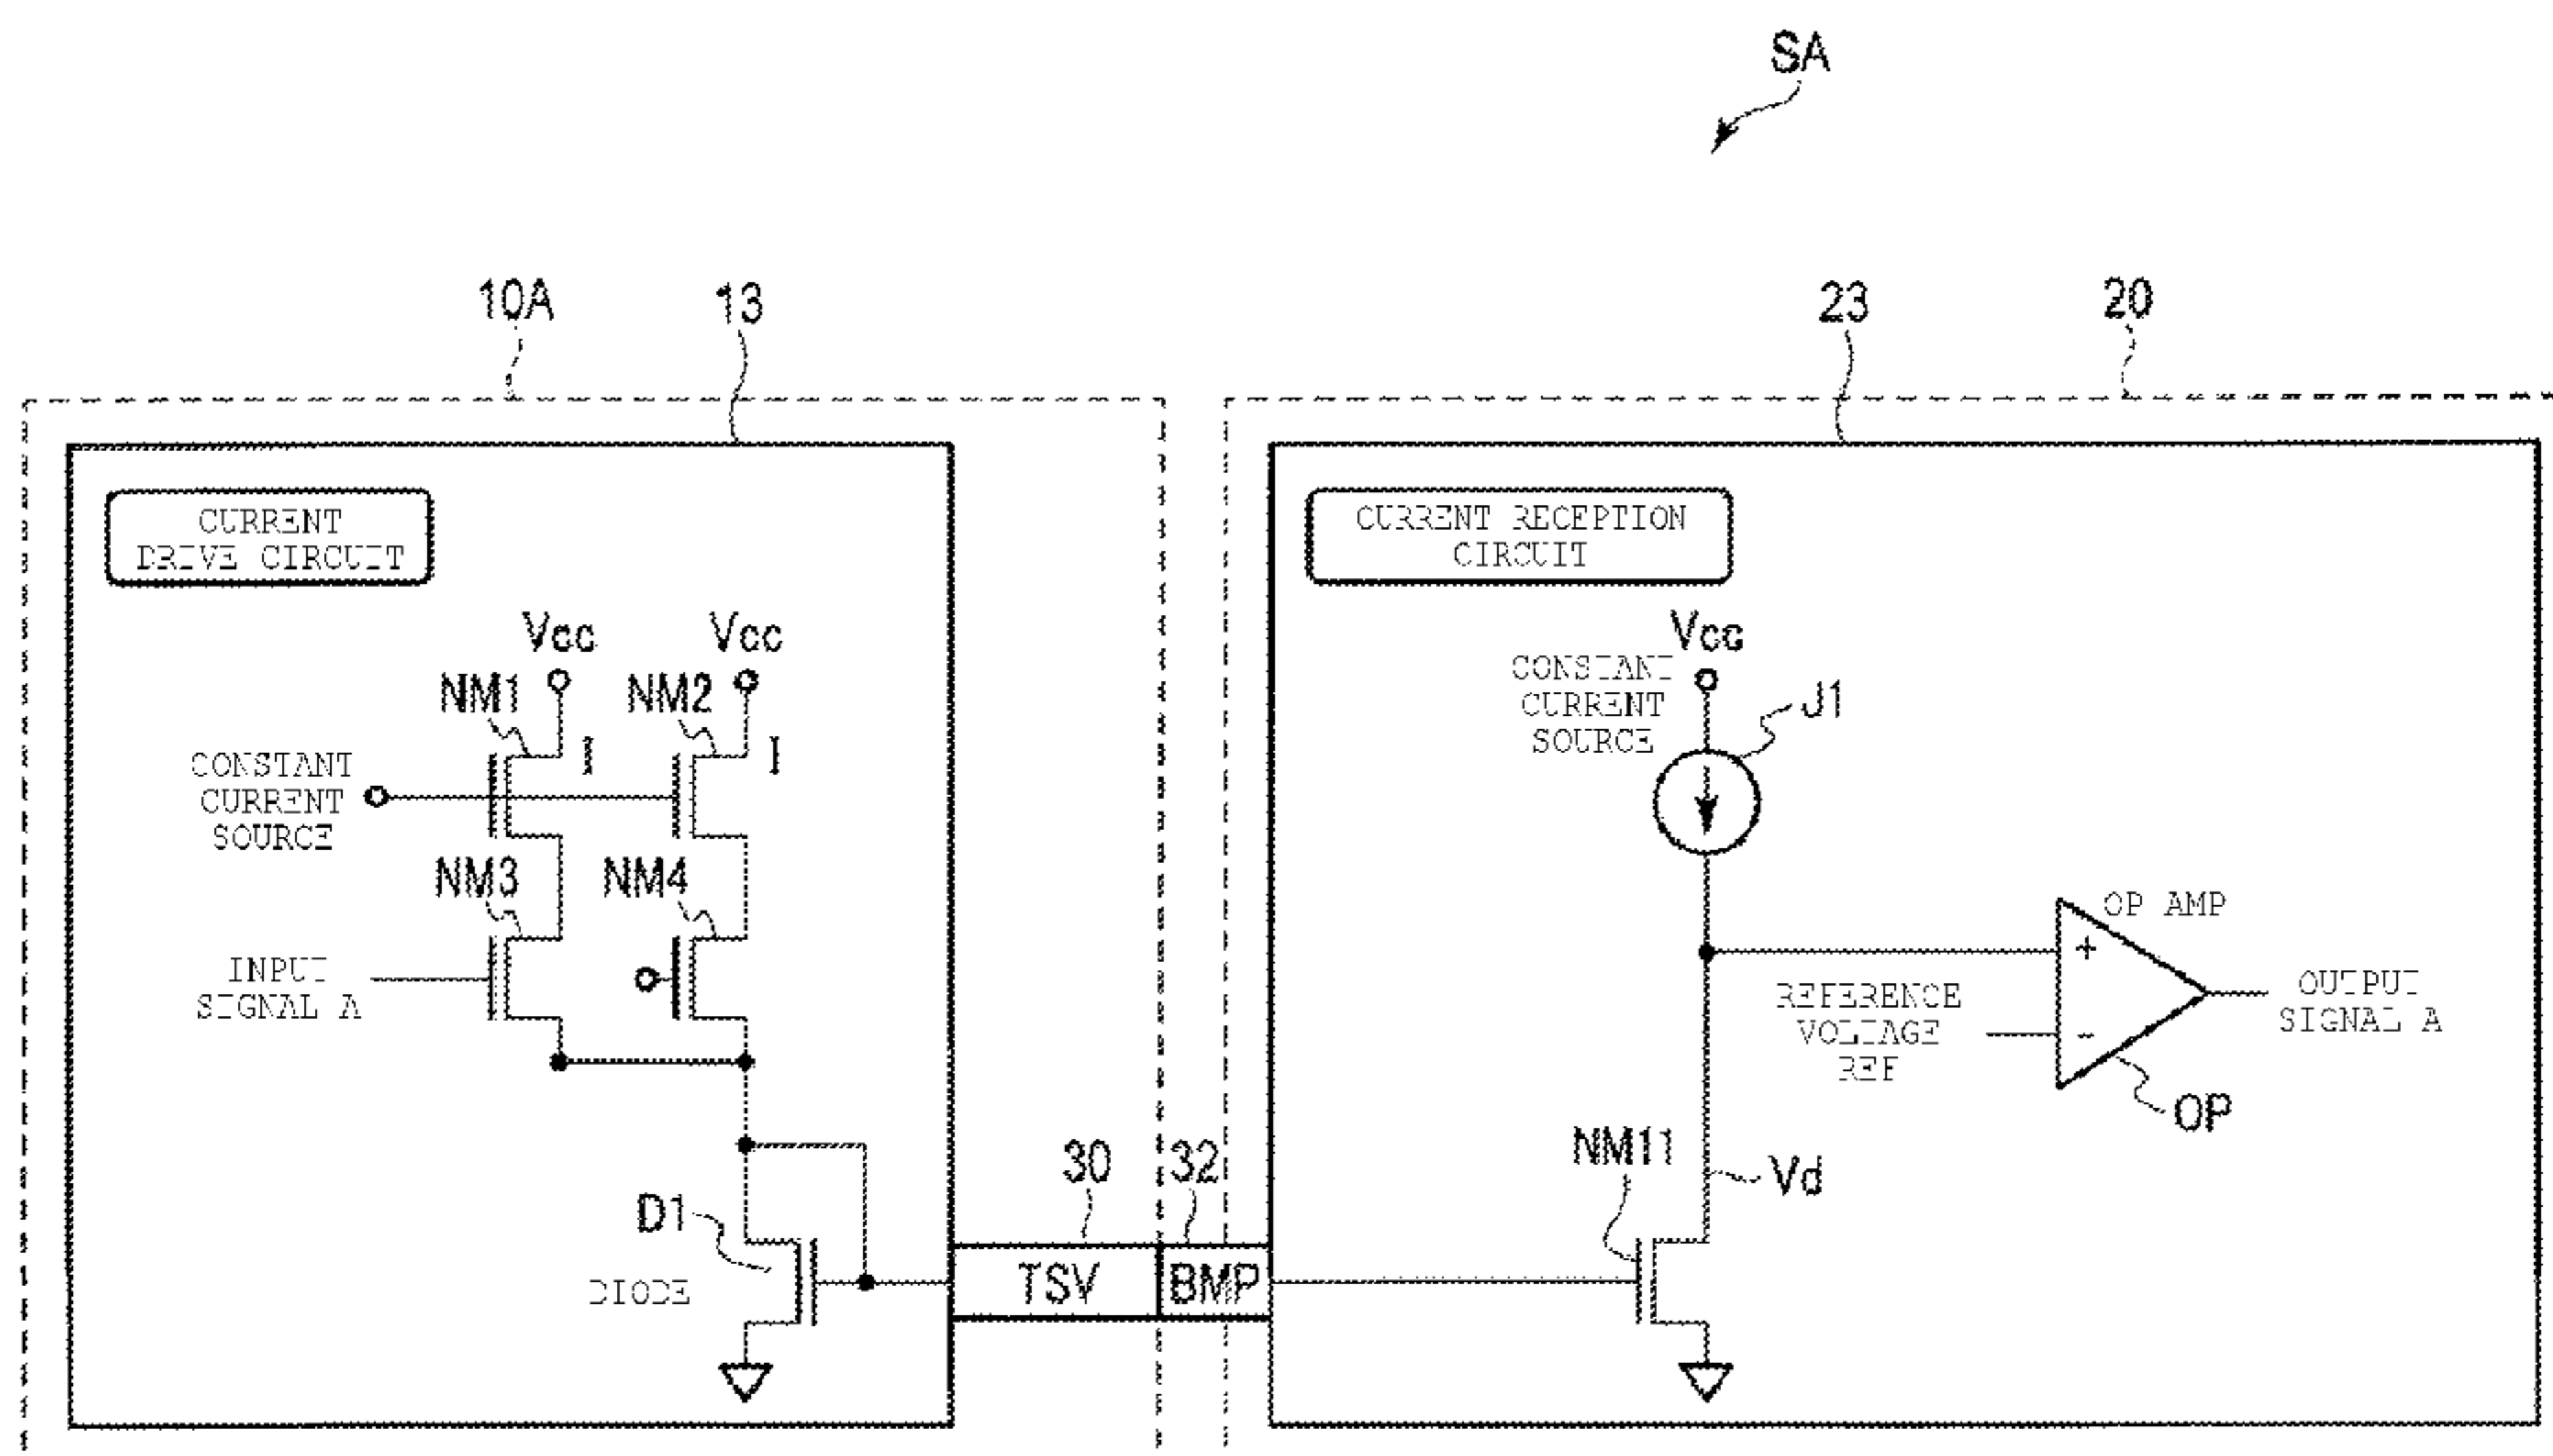 SA
10A
13
23
20
CURRENT
DRIVE CIRCUIT
CURRENT RECEPTION
CIRCUIT
Vcc
Vcc
NM1
NM2
I
I
CONSTANT
CURRENT
SOURCE
NM3
NM4
INPUT
SIGNAL A
D1
DIODE
30
32
TSV
BMP
Vcc
CONSTANT
CURRENT
SOURCE
J1
OP AMP
+
-
REFERENCE
VOLTAGE
REF
OUTPUT
SIGNAL A
OP
NM11
Vd